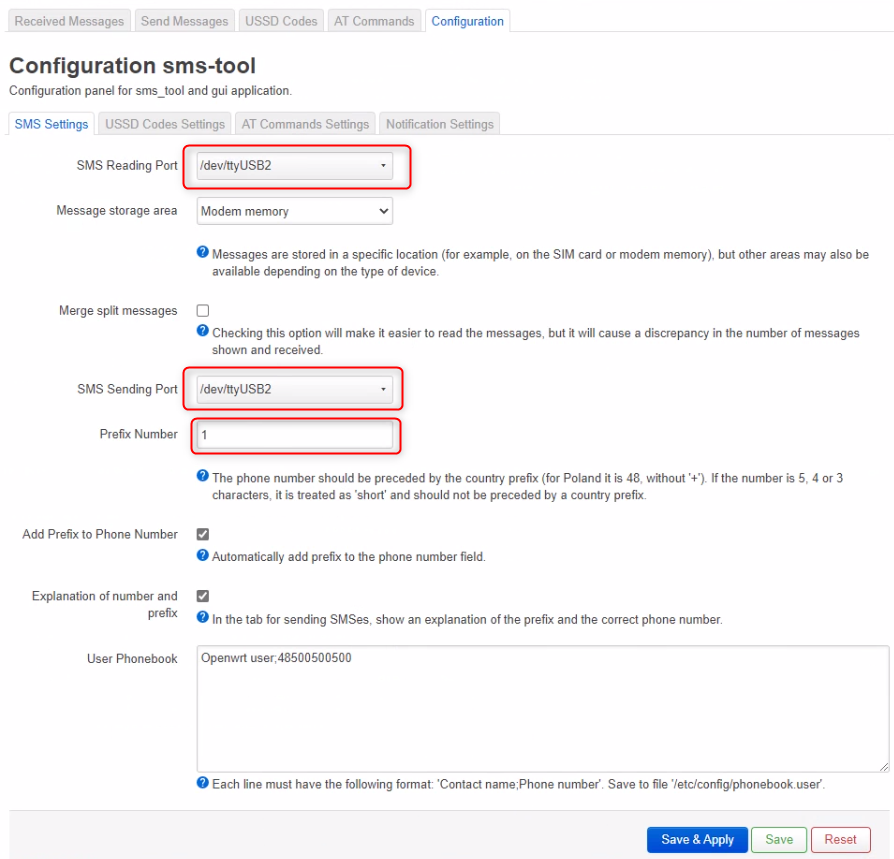 Received Messages Send Messages USSD Codes AT Commands Configuration
Configuration sms-tool
Configuration panel for sms_tool and gui application.
SMS Settings USSD Codes Settings AT Commands Settings Notification Settings
SMS Reading Port /dev/ttyUSB2
Message storage area Modem memory
Messages are stored in a specific location (for example, on the SIM card or modem memory), but other areas may also be
available depending on the type of device.
Merge split messages
Checking this option will make it easier to read the messages, but it will cause a discrepancy in the number of messages
shown and received.
SMS Sending Port /dev/ttyUSB2
Prefix Number 1
The phone number should be preceded by the country prefix (for Poland it is 48, without '+'). If the number is 5, 4 or 3
characters, it is treated as 'short' and should not be preceded by a country prefix.
Add Prefix to Phone Number
Automatically add prefix to the phone number field.
Explanation of number and
prefix
In the tab for sending SMSes, show an explanation of the prefix and the correct phone number.
User Phonebook Openwrt user;48500500500
Each line must have the following format: 'Contact name;Phone number'. Save to file '/etc/config/phonebook.user'.
Save & Apply Save Reset